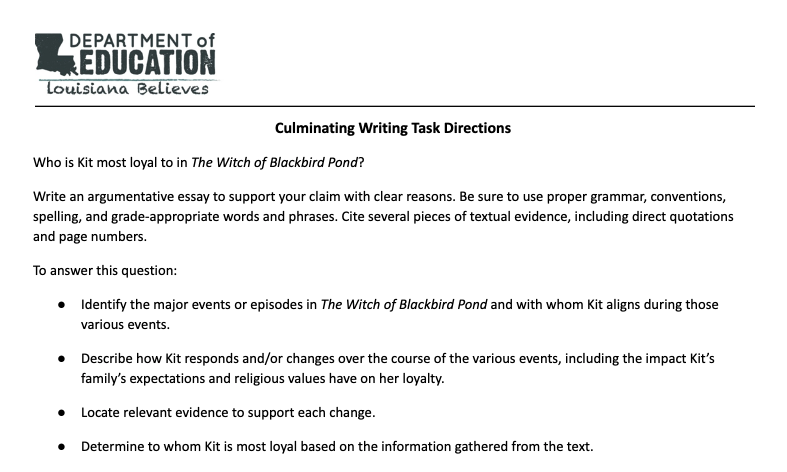 DEPARTMENT of
EDUCATION
Louisiana Believes
Culminating Writing Task Directions
Who is Kit most loyal to in The Witch of Blackbird Pond?
Write an argumentative essay to support your claim with clear reasons. Be sure to use proper grammar, conventions,
spelling, and grade-appropriate words and phrases. Cite several pieces of textual evidence, including direct quotations
and page numbers.
To answer this question:
● Identify the major events or episodes in The Witch of Blackbird Pond and with whom Kit aligns during those
various events.
● Describe how Kit responds and/or changes over the course of the various events, including the impact Kit’s
family’s expectations and religious values have on her loyalty.
● Locate relevant evidence to support each change.
● Determine to whom Kit is most loyal based on the information gathered from the text.